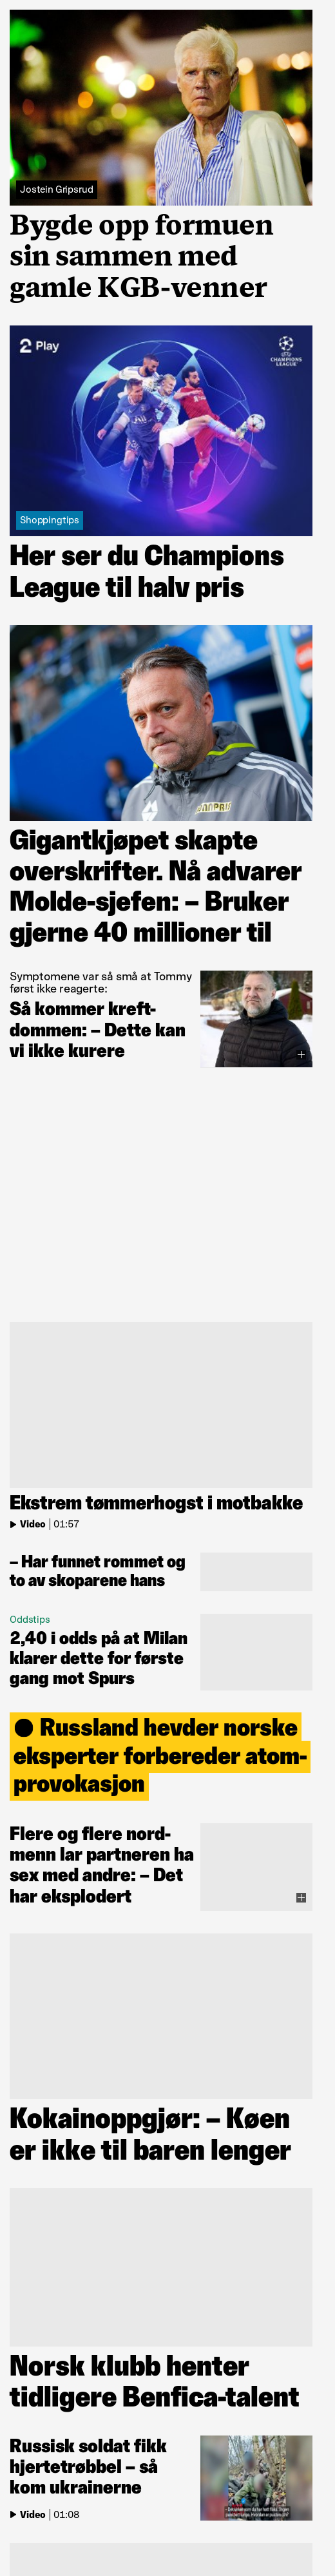 Jostein Gripsrud
Bygde opp formuen
sin sammen med
gamle KGB-venner
2 Play
CHAMPIONS
LEAGUE
Shoppingtips
Her ser du Champions
League til halv pris
Gigantkjøpet skapte
overskrifter. Nå advarer
Molde-sjefen: – Bruker
gjerne 40 millioner til
Symptomene var så små at Tommy
først ikke reagerte:
Så kommer kreft-
dommen: – Dette kan
vi ikke kurere
Ekstrem tømmerhogst i motbakke
Video | 01:57
– Har funnet rommet og
to av skoparene hans
Oddstips
2,40 i odds på at Milan
klarer dette for første
gang mot Spurs
● Russland hevder norske
eksperter forbereder atom-
provokasjon
Flere og flere nord-
menn lar partneren ha
sex med andre: – Det
har eksplodert
Kokainoppgjør: – Køen
er ikke til baren lenger
Norsk klubb henter
tidligere Benfica-talent
Russisk soldat fikk
hjertetrøbbel – så
kom ukrainerne
Video | 01:08